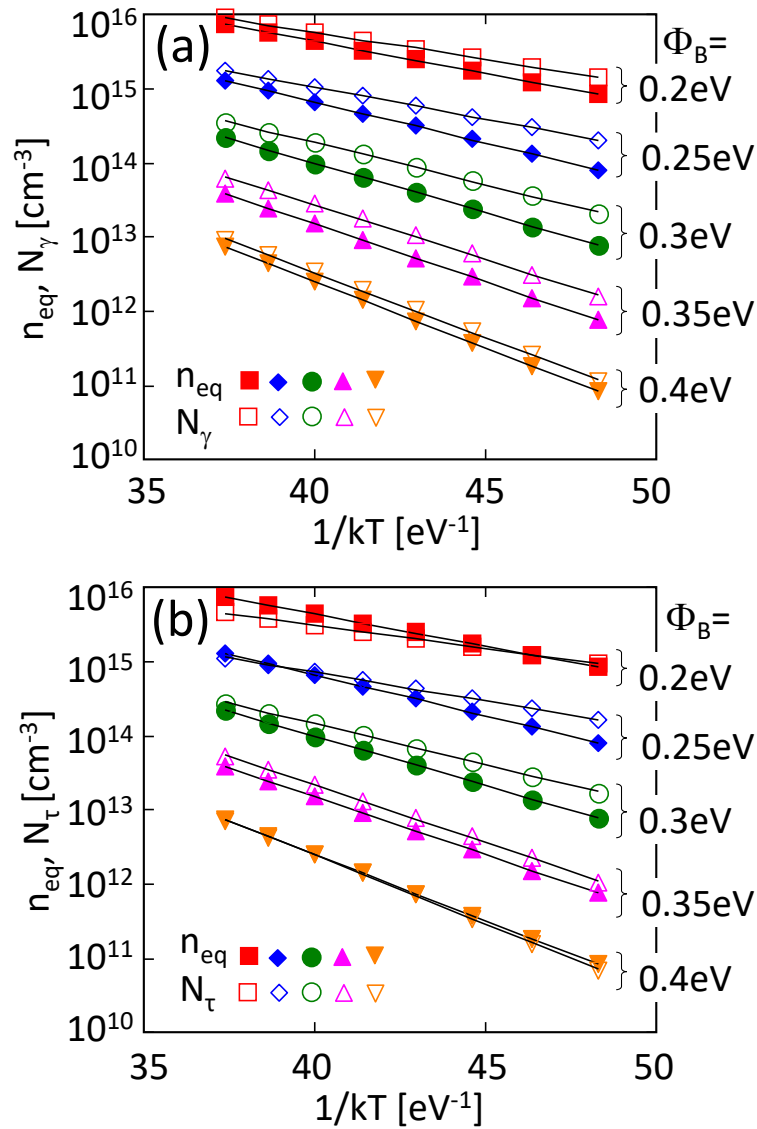 (a)
Φ_B=
10^16
10^15
10^14
10^13
10^12
10^11
10^10
n_eq, N_γ [cm^-3]
0.2eV
0.25eV
0.3eV
0.35eV
0.4eV
n_eq
N_γ
35 40 45 50
1/kT [eV^-1]
(b)
Φ_B=
10^16
10^15
10^14
10^13
10^12
10^11
10^10
n_eq, N_τ [cm^-3]
0.2eV
0.25eV
0.3eV
0.35eV
0.4eV
n_eq
N_τ
35 40 45 50
1/kT [eV^-1]